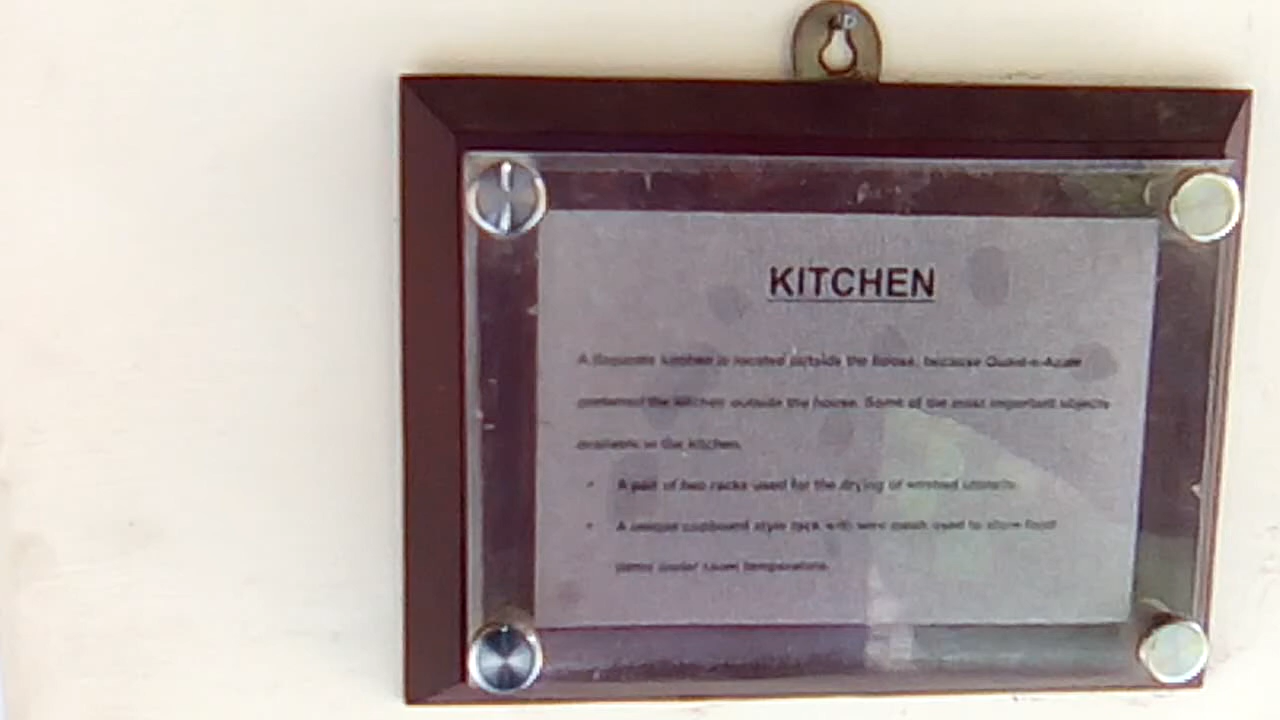 KITCHEN
A separate kitchen is located outside the house, because Quaid-e-Azam
the kitchen outside the house. Some of the most important objects
available in the kitchen.
A pair of two racks used for the drying of washed utensils.
A unique cupboard style rack with wire mesh used to store food
items under room temperature.